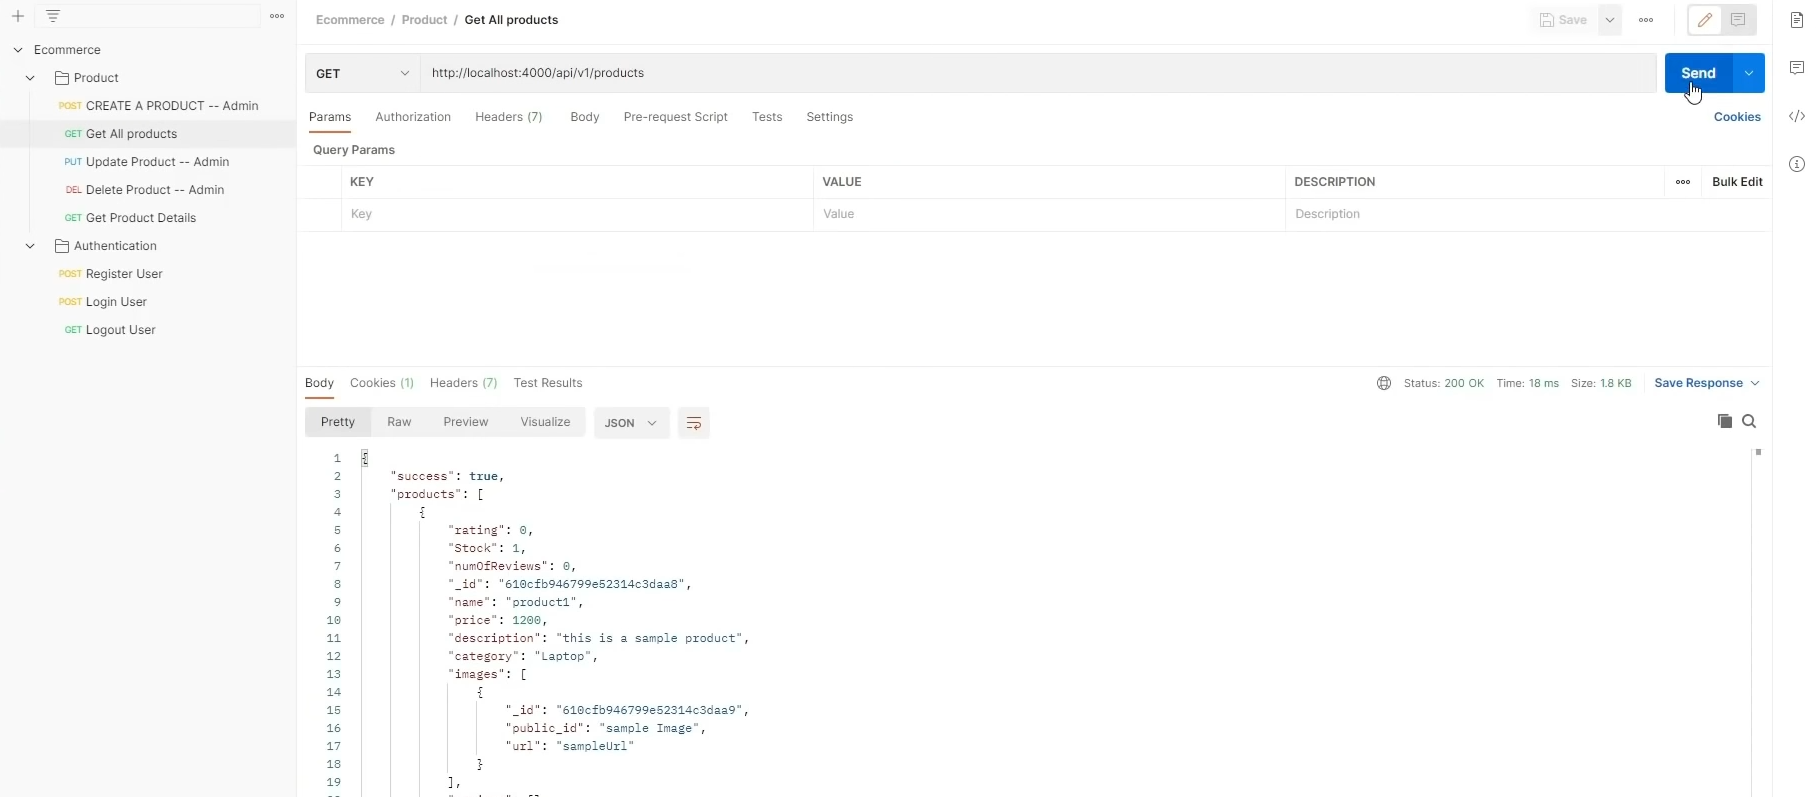 Ecommerce / Product / Get All products
Save
Ecommerce
Product
POST CREATE A PRODUCT -- Admin
GET Get All products
PUT Update Product -- Admin
DEL Delete Product -- Admin
GET Get Product Details
Authentication
POST Register User
POST Login User
GET Logout User
GET http://localhost:4000/api/v1/products Send
Params Authorization Headers (7) Body Pre-request Script Tests Settings Cookies
Query Params
KEY VALUE DESCRIPTION Bulk Edit
Key Value Description
Body Cookies (1) Headers (7) Test Results Status: 200 OK Time: 18 ms Size: 1.8 KB Save Response
Pretty Raw Preview Visualize JSON
1 {
2 "success": true,
3 "products": [
4 {
5 "rating": 0,
6 "Stock": 1,
7 "numOfReviews": 0,
8 "_id": "610cfb946799e52314c3daa8",
9 "name": "product1",
10 "price": 1200,
11 "description": "this is a sample product",
12 "category": "Laptop",
13 "images": [
14 {
15 "_id": "610cfb946799e52314c3daa9",
16 "public_id": "sample Image",
17 "url": "sampleUrl"
18 }
19 ],